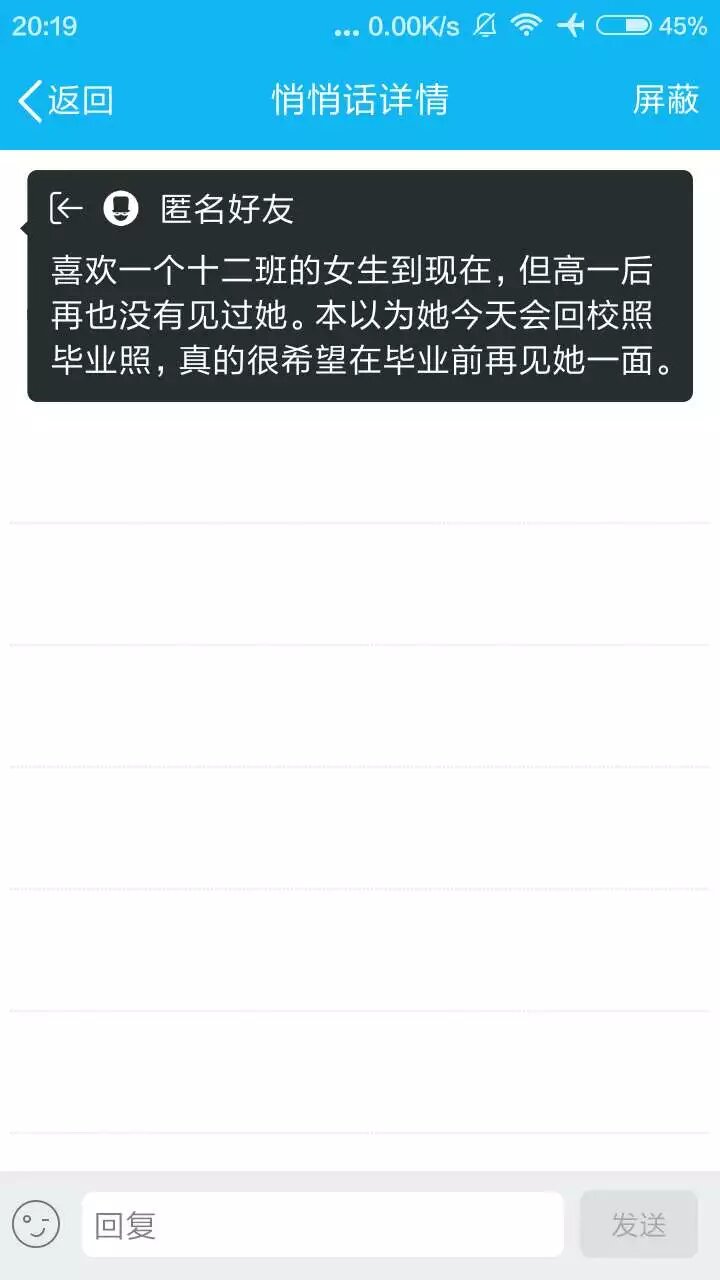 20:19 ... 0.00K/s 45%
返回 悄悄话详情 屏蔽
匿名好友
喜欢一个十二班的女生到现在，但高一后
再也没有见过她。本以为她今天会回校照
毕业照，真的很希望在毕业前再见她一面。
回复 发送